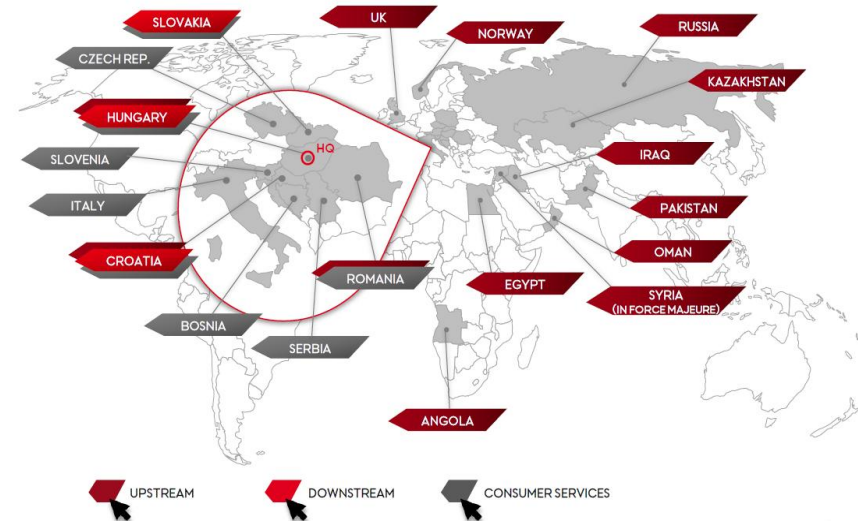 SLOVAKIA
UK
NORWAY
RUSSIA
CZECH REP.
KAZAKHSTAN
HUNGARY
HQ
SLOVENIA
IRAQ
ITALY
PAKISTAN
OMAN
CROATIA
ROMANIA
EGYPT
SYRIA
(IN FORCE MAJEURE)
BOSNIA
SERBIA
ANGOLA
UPSTREAM
DOWNSTREAM
CONSUMER SERVICES